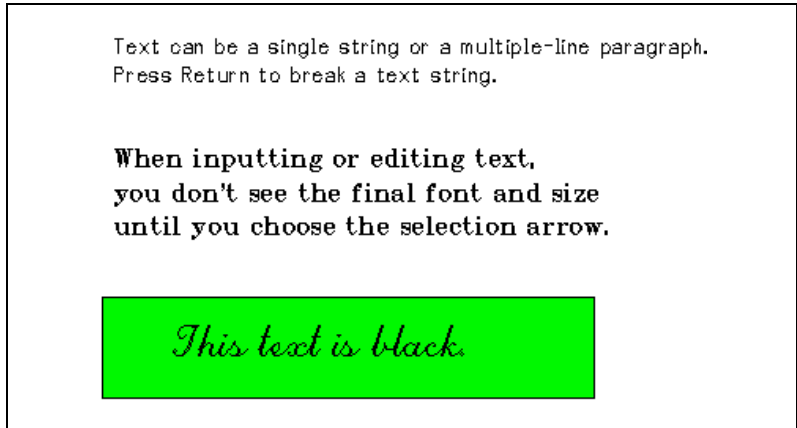 Text can be a single string or a multiple-line paragraph.
Press Return to break a text string.
When inputting or editing text,
you don't see the final font and size
until you choose the selection arrow.
This text is black.